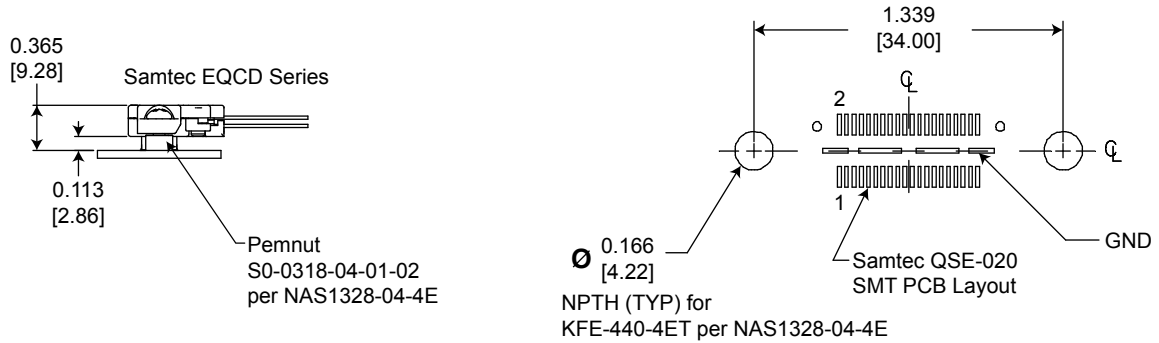 0.365
[9.28]
Samtec EQCD Series
0.113
[2.86]
Pemnut
S0-0318-04-01-02
per NAS1328-04-4E
1.339
[34.00]
℄
2
℄
1
GND
Ø 0.166
[4.22]
Samtec QSE-020
SMT PCB Layout
NPTH (TYP) for
KFE-440-4ET per NAS1328-04-4E